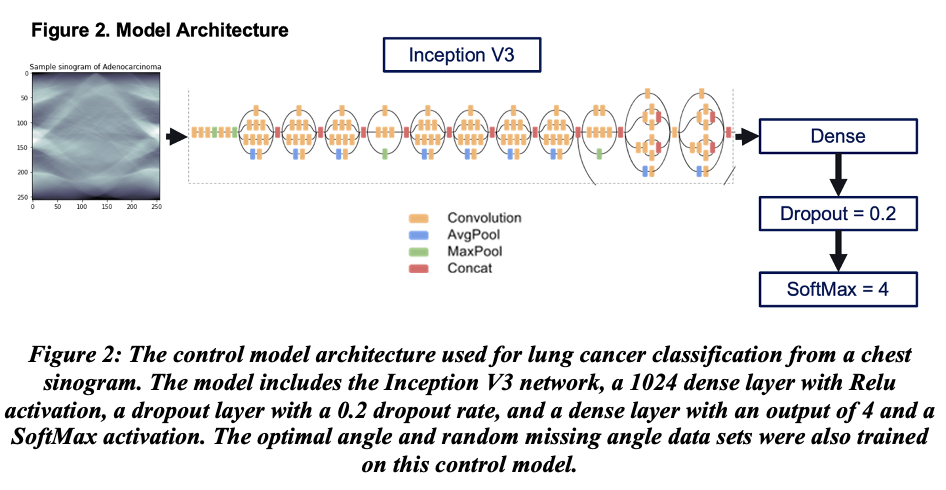 Figure 2. Model Architecture
Inception V3
Sample sinogram of Adenocarcinoma
0
50
100
150
200
250
0 50 100 150 200 250
Dense
Dropout = 0.2
SoftMax = 4
Convolution
AvgPool
MaxPool
Concat
Figure 2: The control model architecture used for lung cancer classification from a chest
sinogram. The model includes the Inception V3 network, a 1024 dense layer with Relu
activation, a dropout layer with a 0.2 dropout rate, and a dense layer with an output of 4 and a
SoftMax activation. The optimal angle and random missing angle data sets were also trained
on this control model.